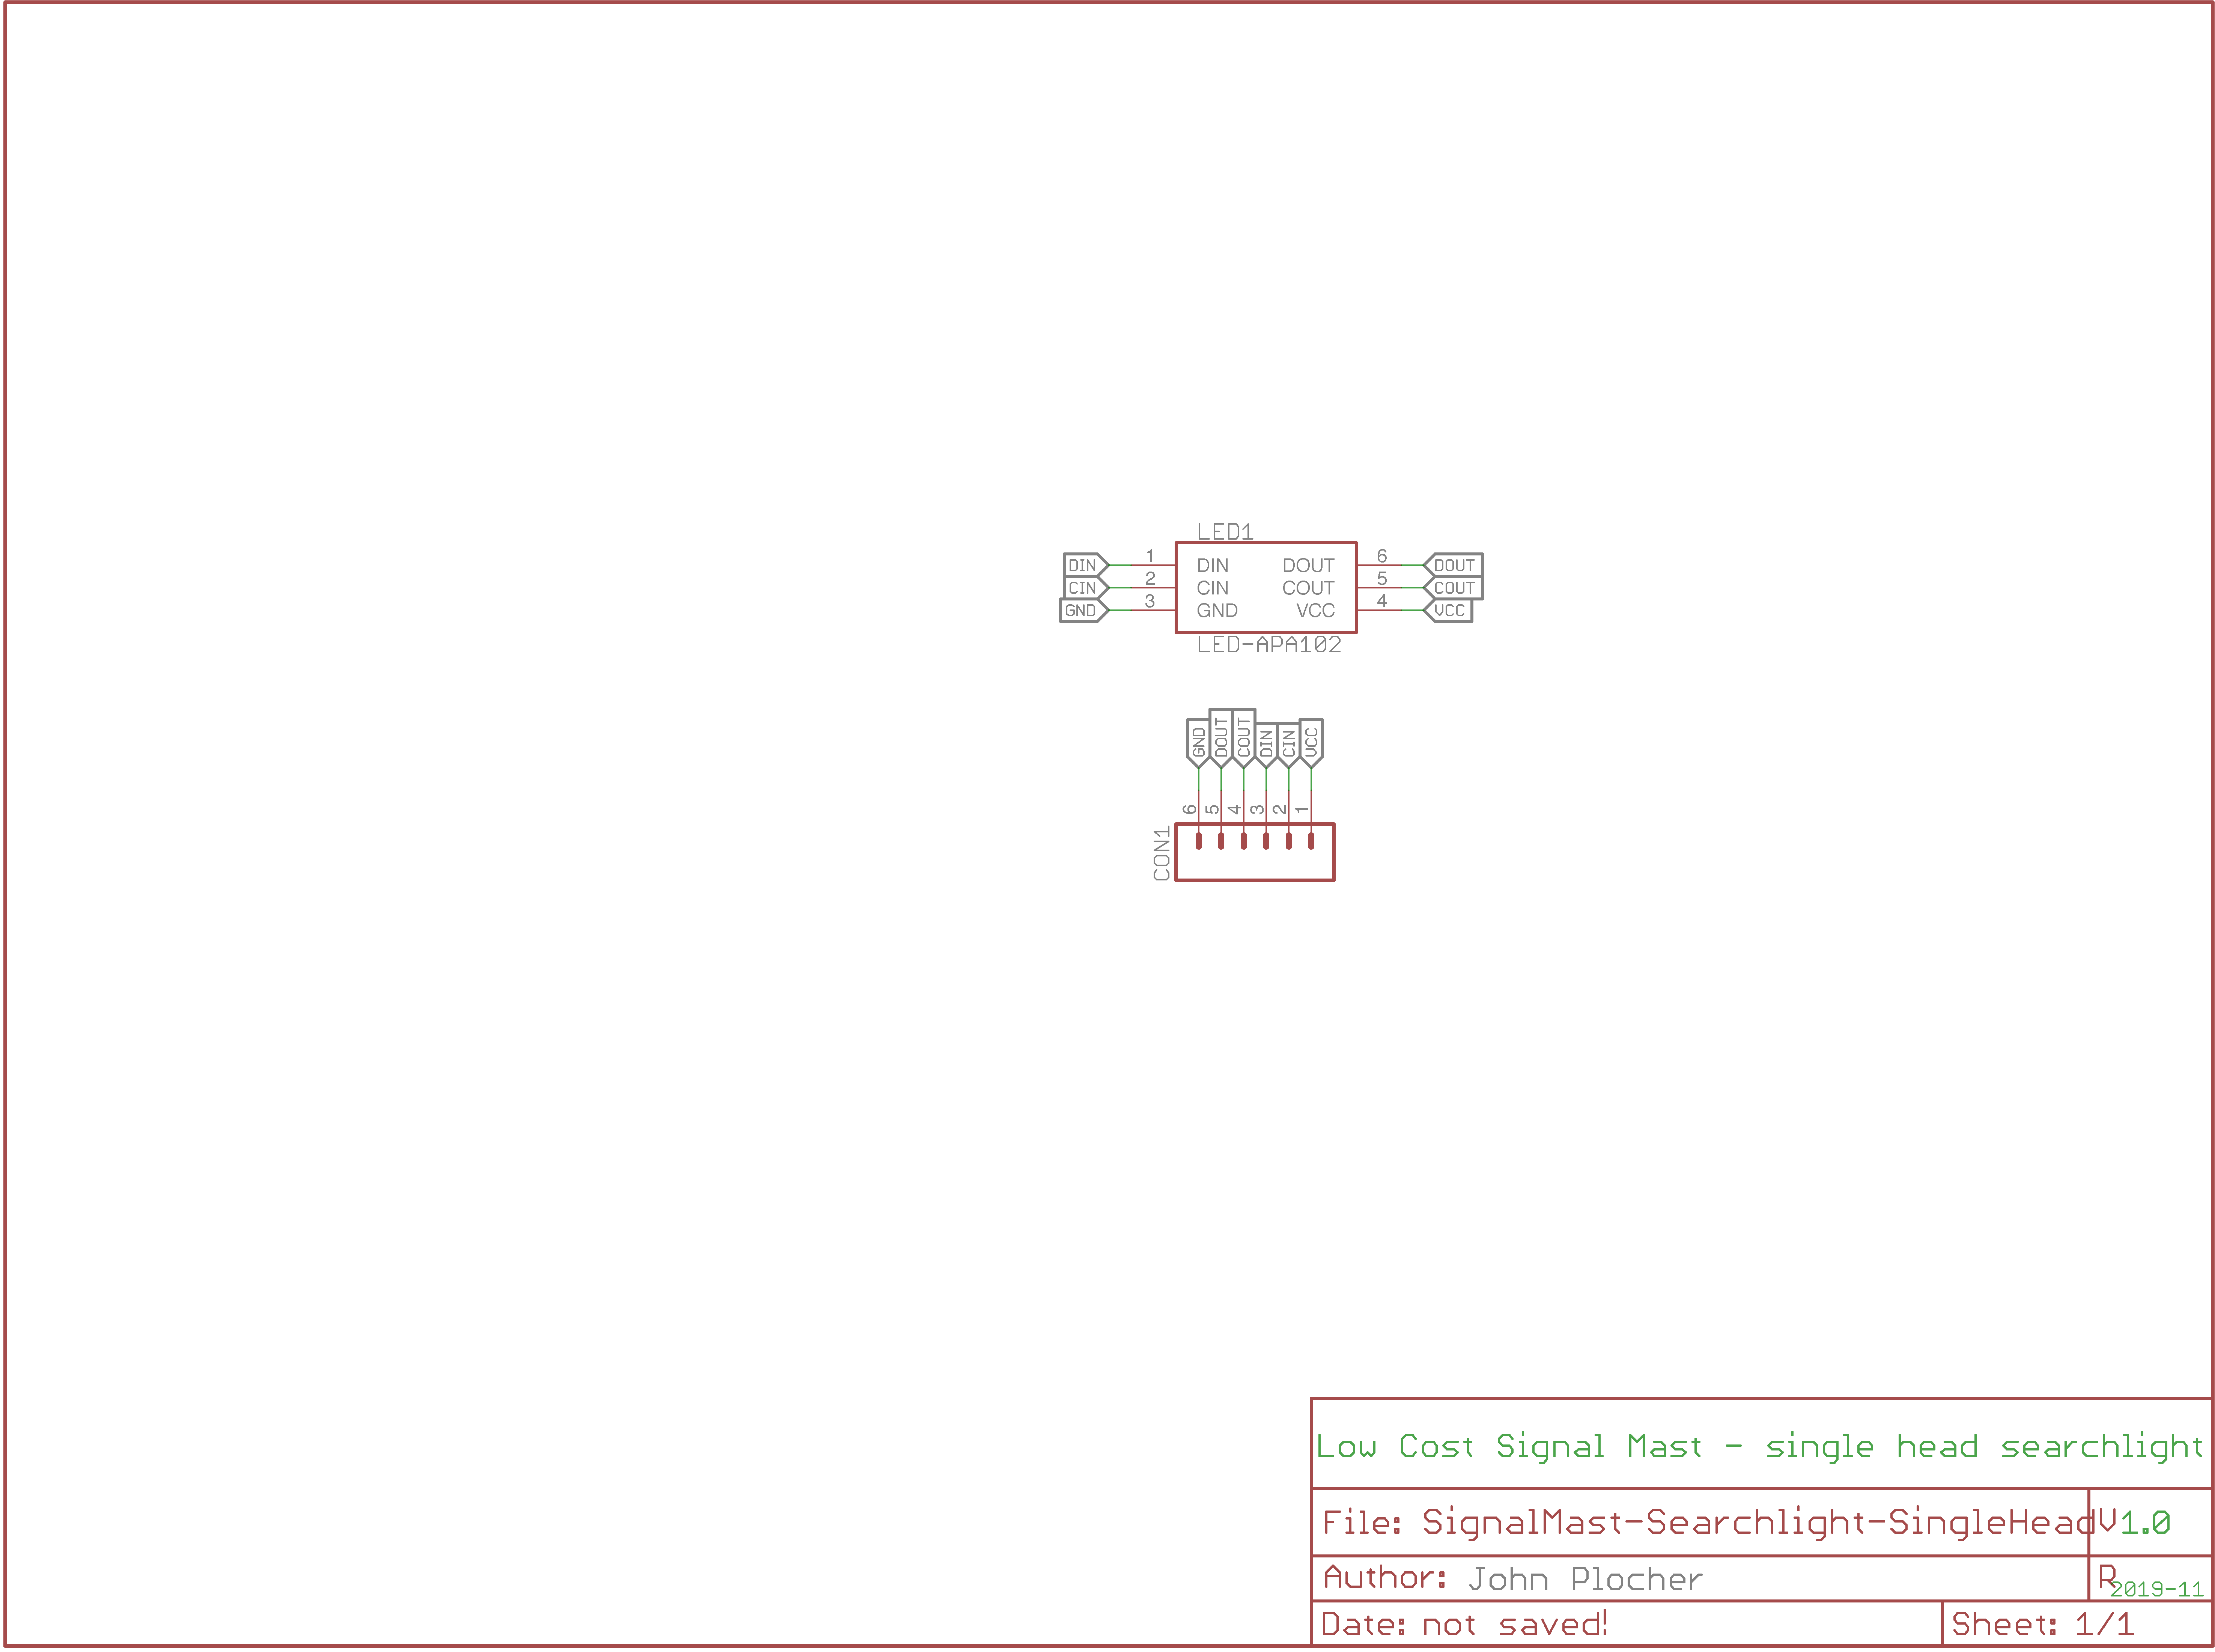 LED1
DIN 1 DIN DOUT 6 DOUT
CIN 2 CIN COUT 5 COUT
GND 3 GND VCC 4 VCC
LED-APA102
GND DOUT COUT DIN CIN VCC
6 5 4 3 2 1
CON1
Low Cost Signal Mast - single head searchlight
File: SignalMast-Searchlight-SingleHead V1.0
Author: John Plocher R 2019-11
Date: not saved! Sheet: 1/1